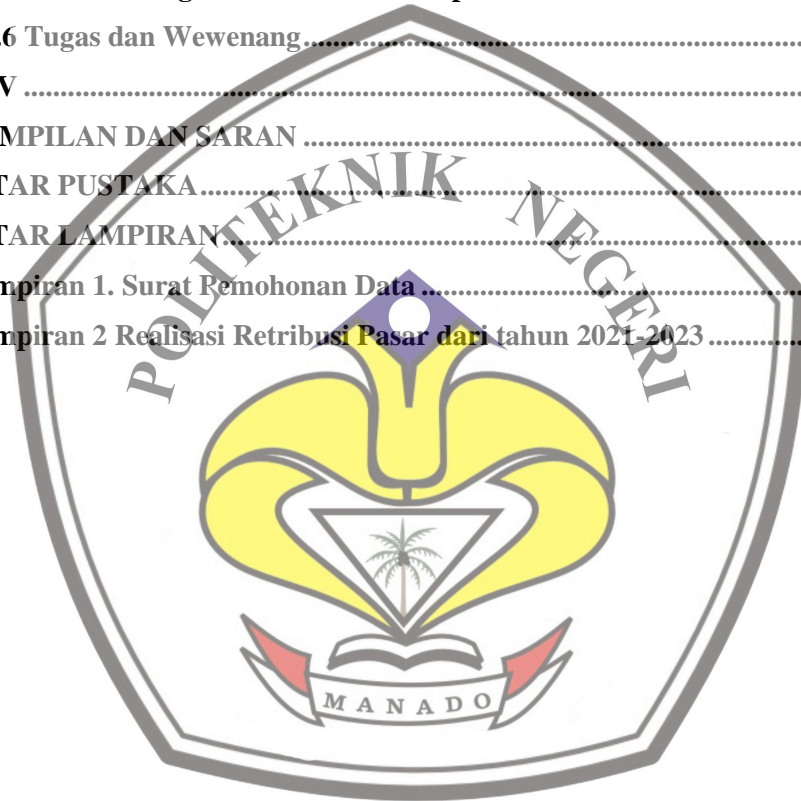 .6 Tugas dan Wewenang
V
MPILAN DAN SARAN
TAR PUSTAKA
TAR LAMPIRAN
mpiran 1. Surat Pemohonan Data
mpiran 2 Realisasi Retribusi Pasar dari tahun 2021-2023
POLITEKNIK NEGERI
MANADO